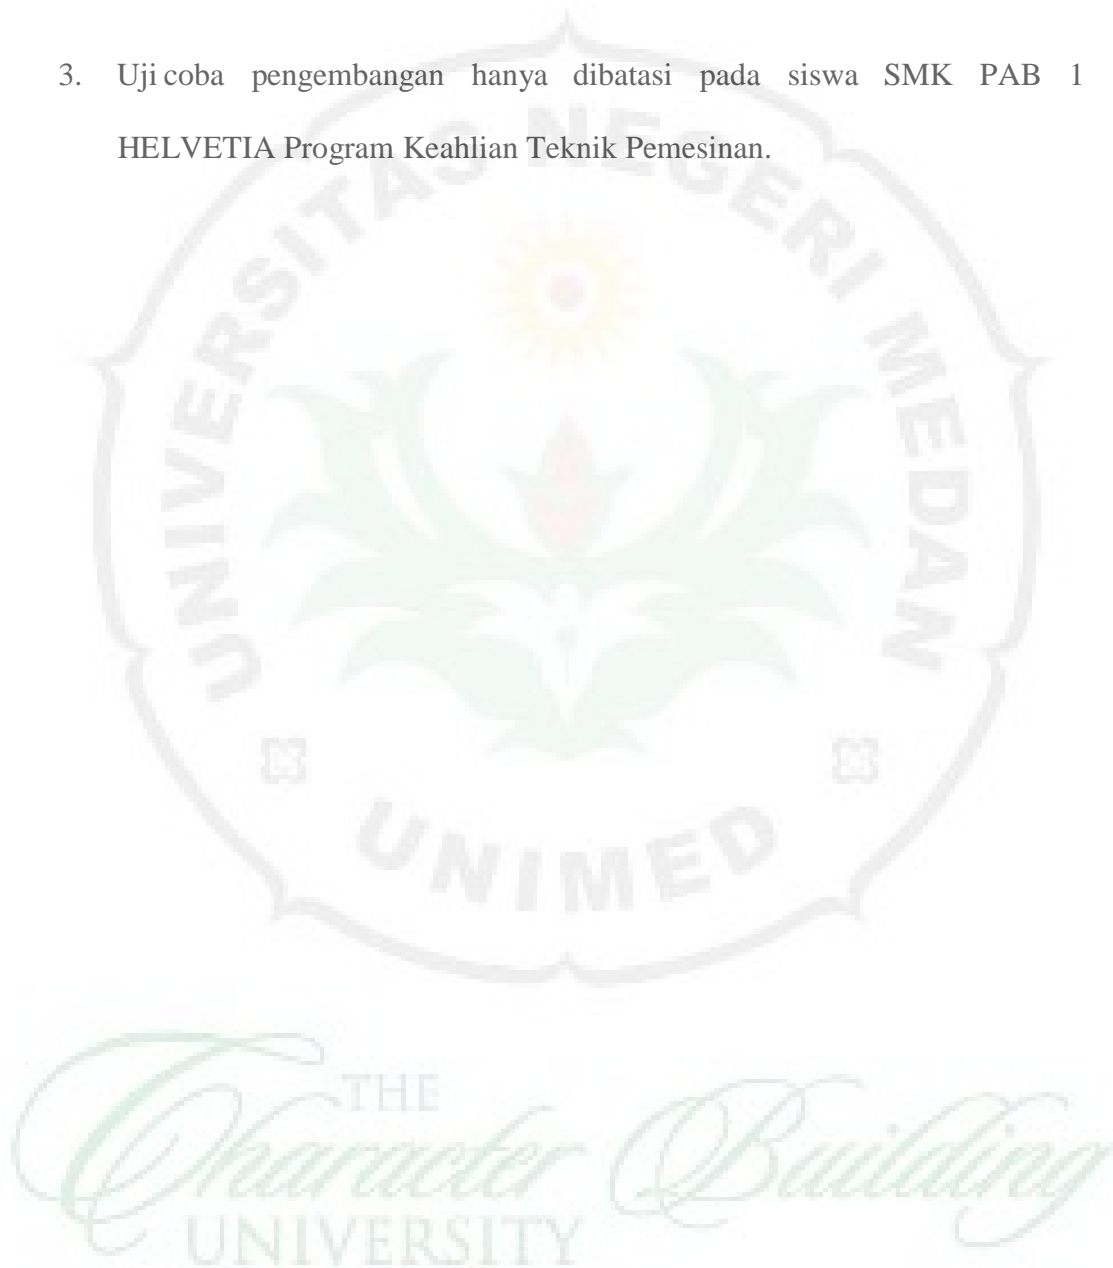 3. Uji coba pengembangan hanya dibatasi pada siswa SMK PAB 1
HELVETIA Program Keahlian Teknik Pemesinan.
UNIVERSITAS NEGERI MEDAN
UNIMED
THE
Character Building
UNIVERSITY